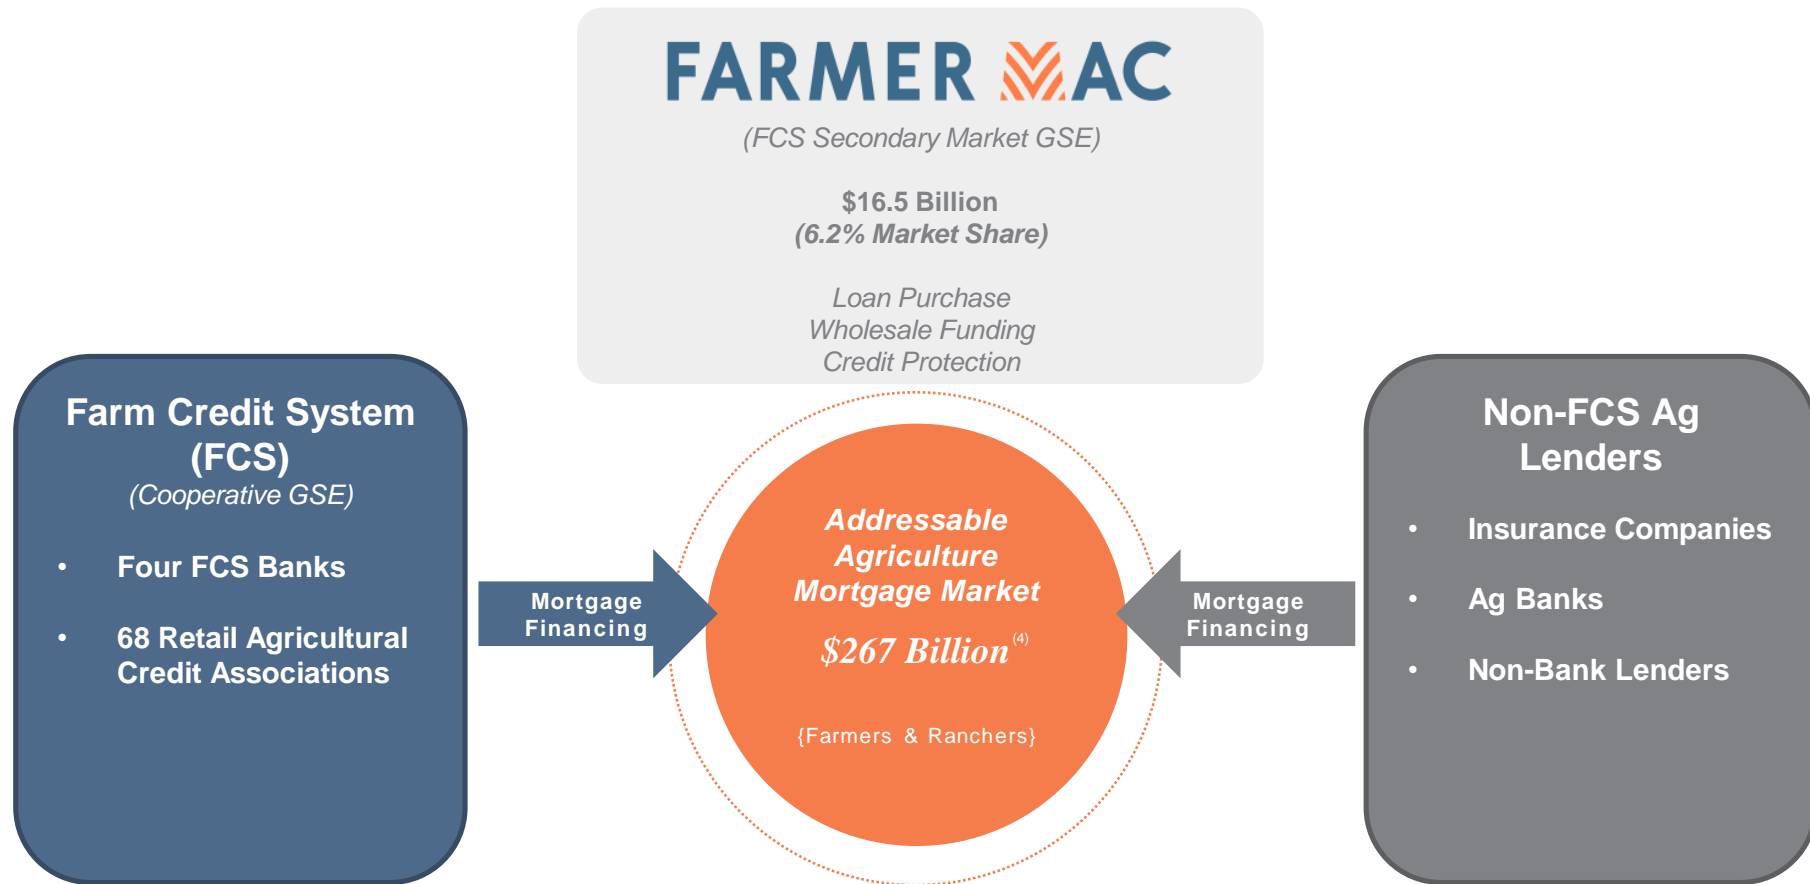 FARMER MAC
(FCS Secondary Market GSE)
$16.5 Billion
(6.2% Market Share)
Loan Purchase
Wholesale Funding
Credit Protection
Farm Credit System
(FCS)
(Cooperative GSE)
• Four FCS Banks
• 68 Retail Agricultural
Credit Associations
Mortgage
Financing
Addressable
Agriculture
Mortgage Market
$267 Billion (4)
{Farmers & Ranchers}
Mortgage
Financing
Non-FCS Ag
Lenders
• Insurance Companies
• Ag Banks
• Non-Bank Lenders